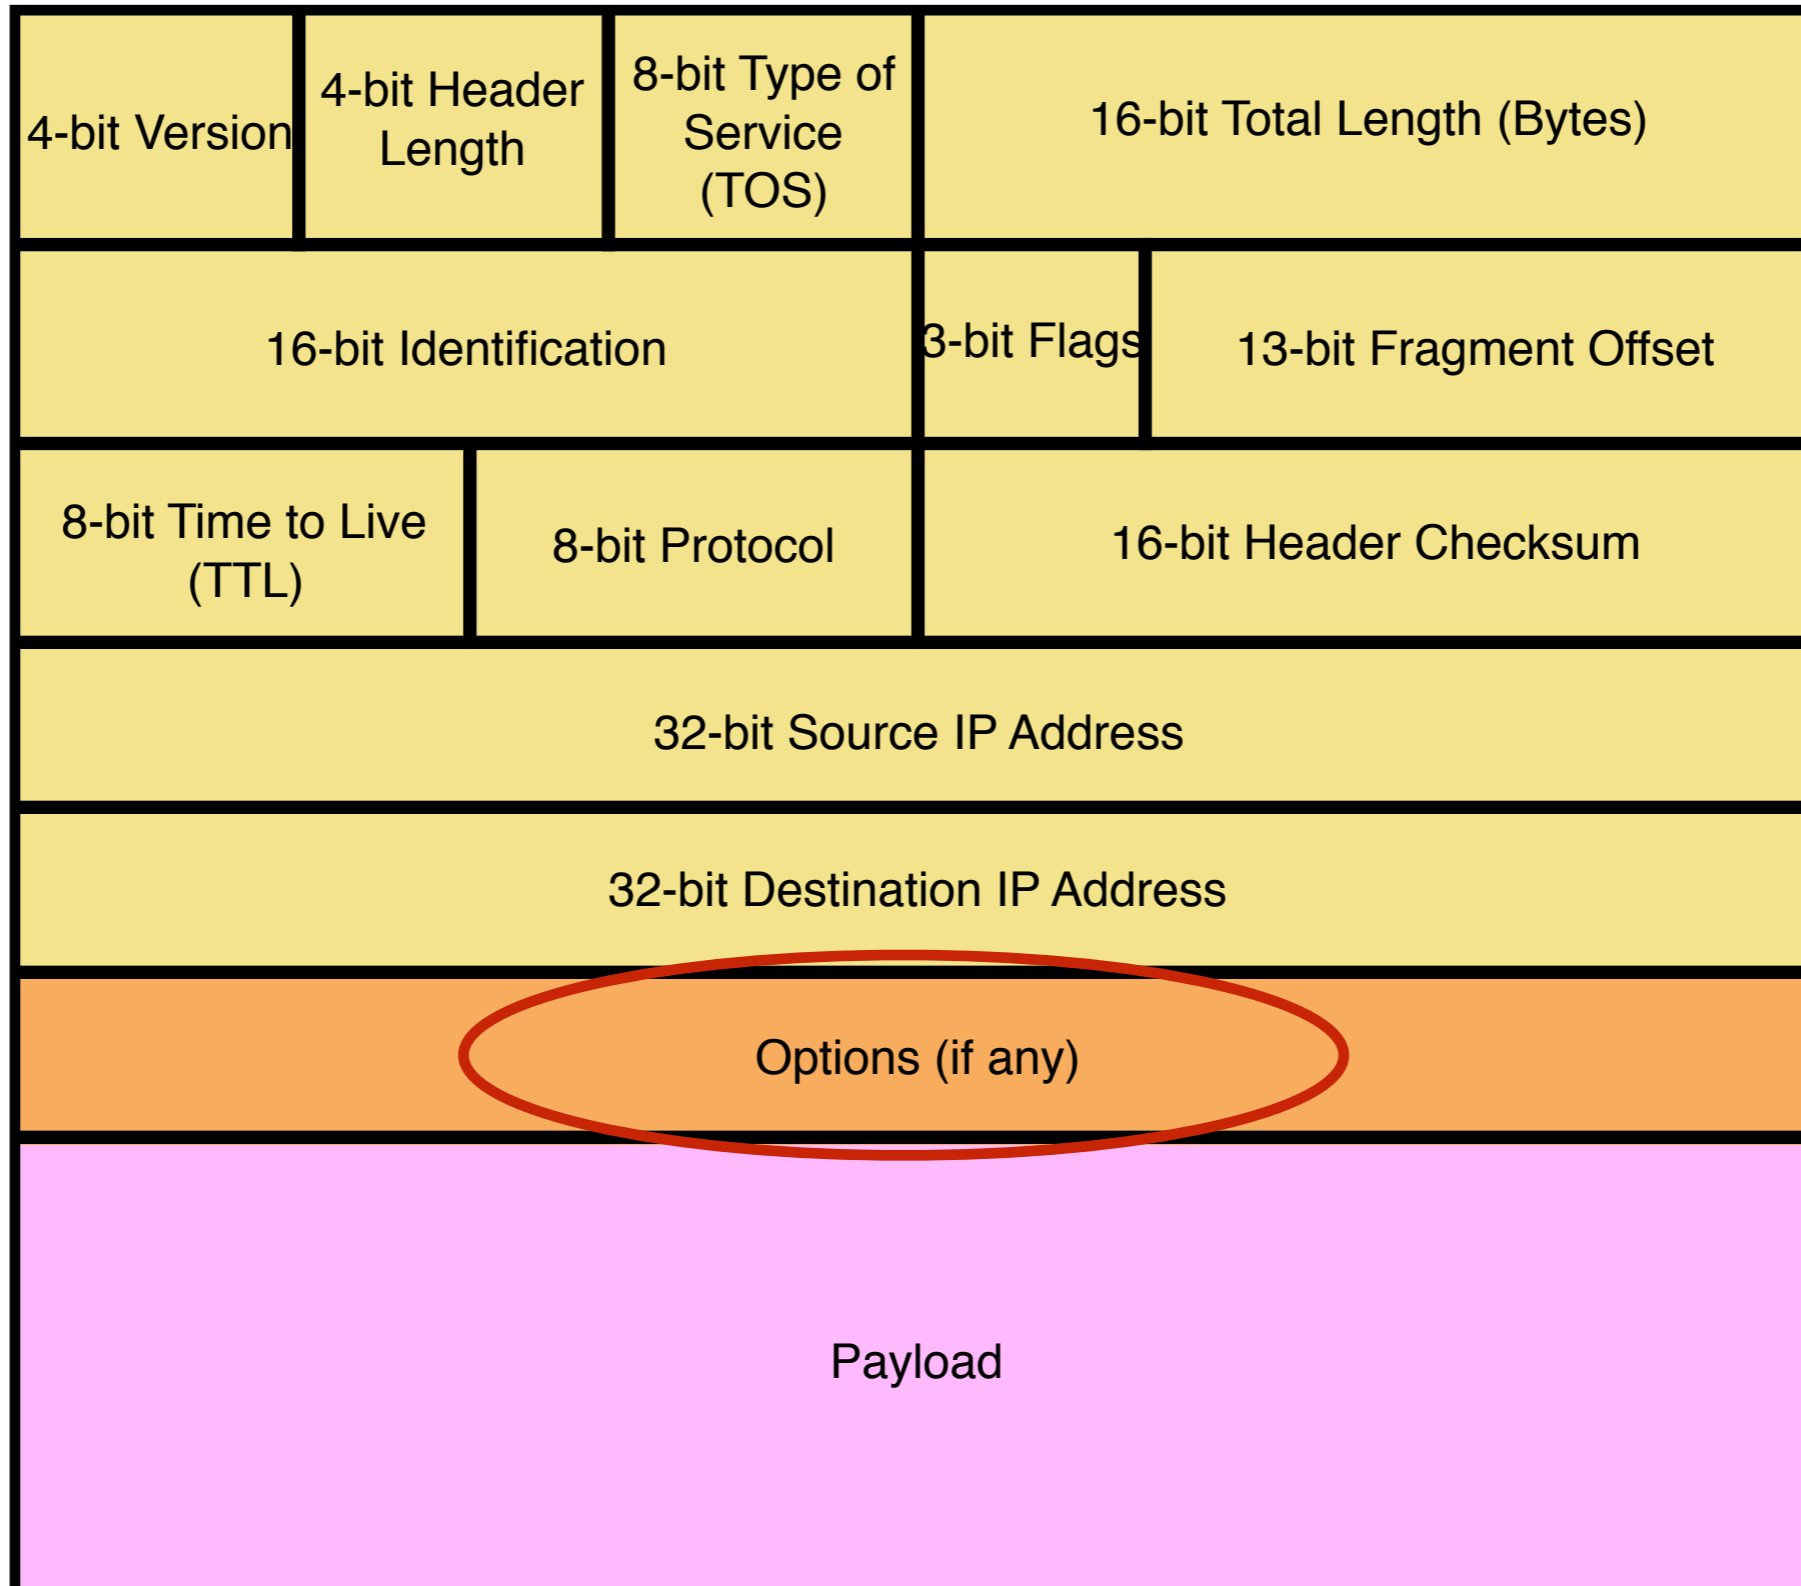 4-bit Version
4-bit Header
Length
8-bit Type of
Service
(TOS)
16-bit Total Length (Bytes)
16-bit Identification
3-bit Flags
13-bit Fragment Offset
8-bit Time to Live
(TTL)
8-bit Protocol
16-bit Header Checksum
32-bit Source IP Address
32-bit Destination IP Address
Options (if any)
Payload